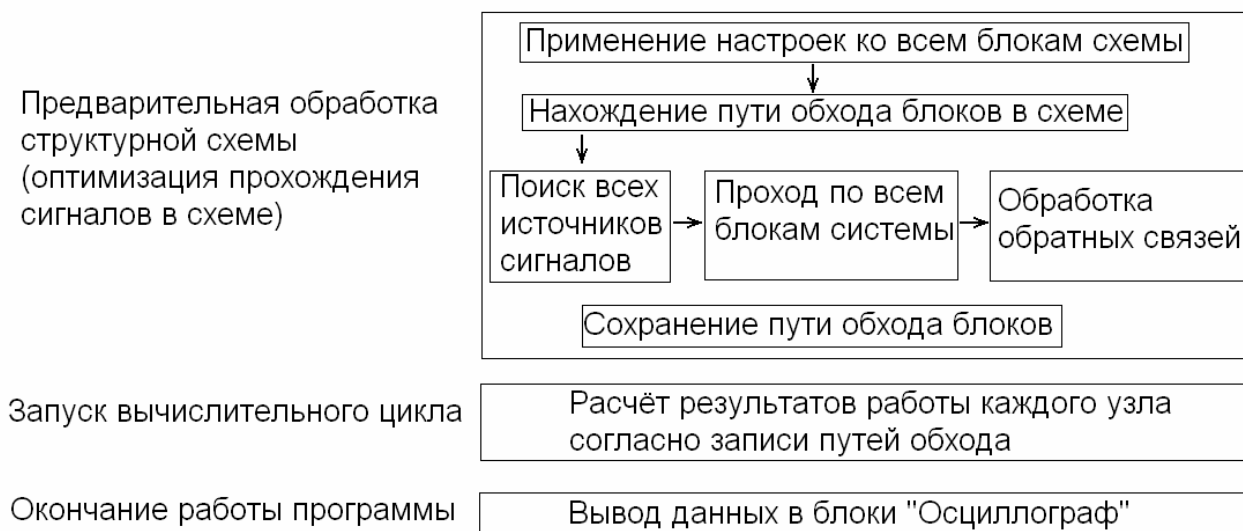 Предварительная обработка
структурной схемы
(оптимизация прохождения
сигналов в схеме)
Применение настроек ко всем блокам схемы
Нахождение пути обхода блоков в схеме
Поиск всех
источников
сигналов
Проход по всем
блокам системы
Обработка
обратных связей
Сохранение пути обхода блоков
Запуск вычислительного цикла
Расчёт результатов работы каждого узла
согласно записи путей обхода
Окончание работы программы
Вывод данных в блоки "Осциллограф"